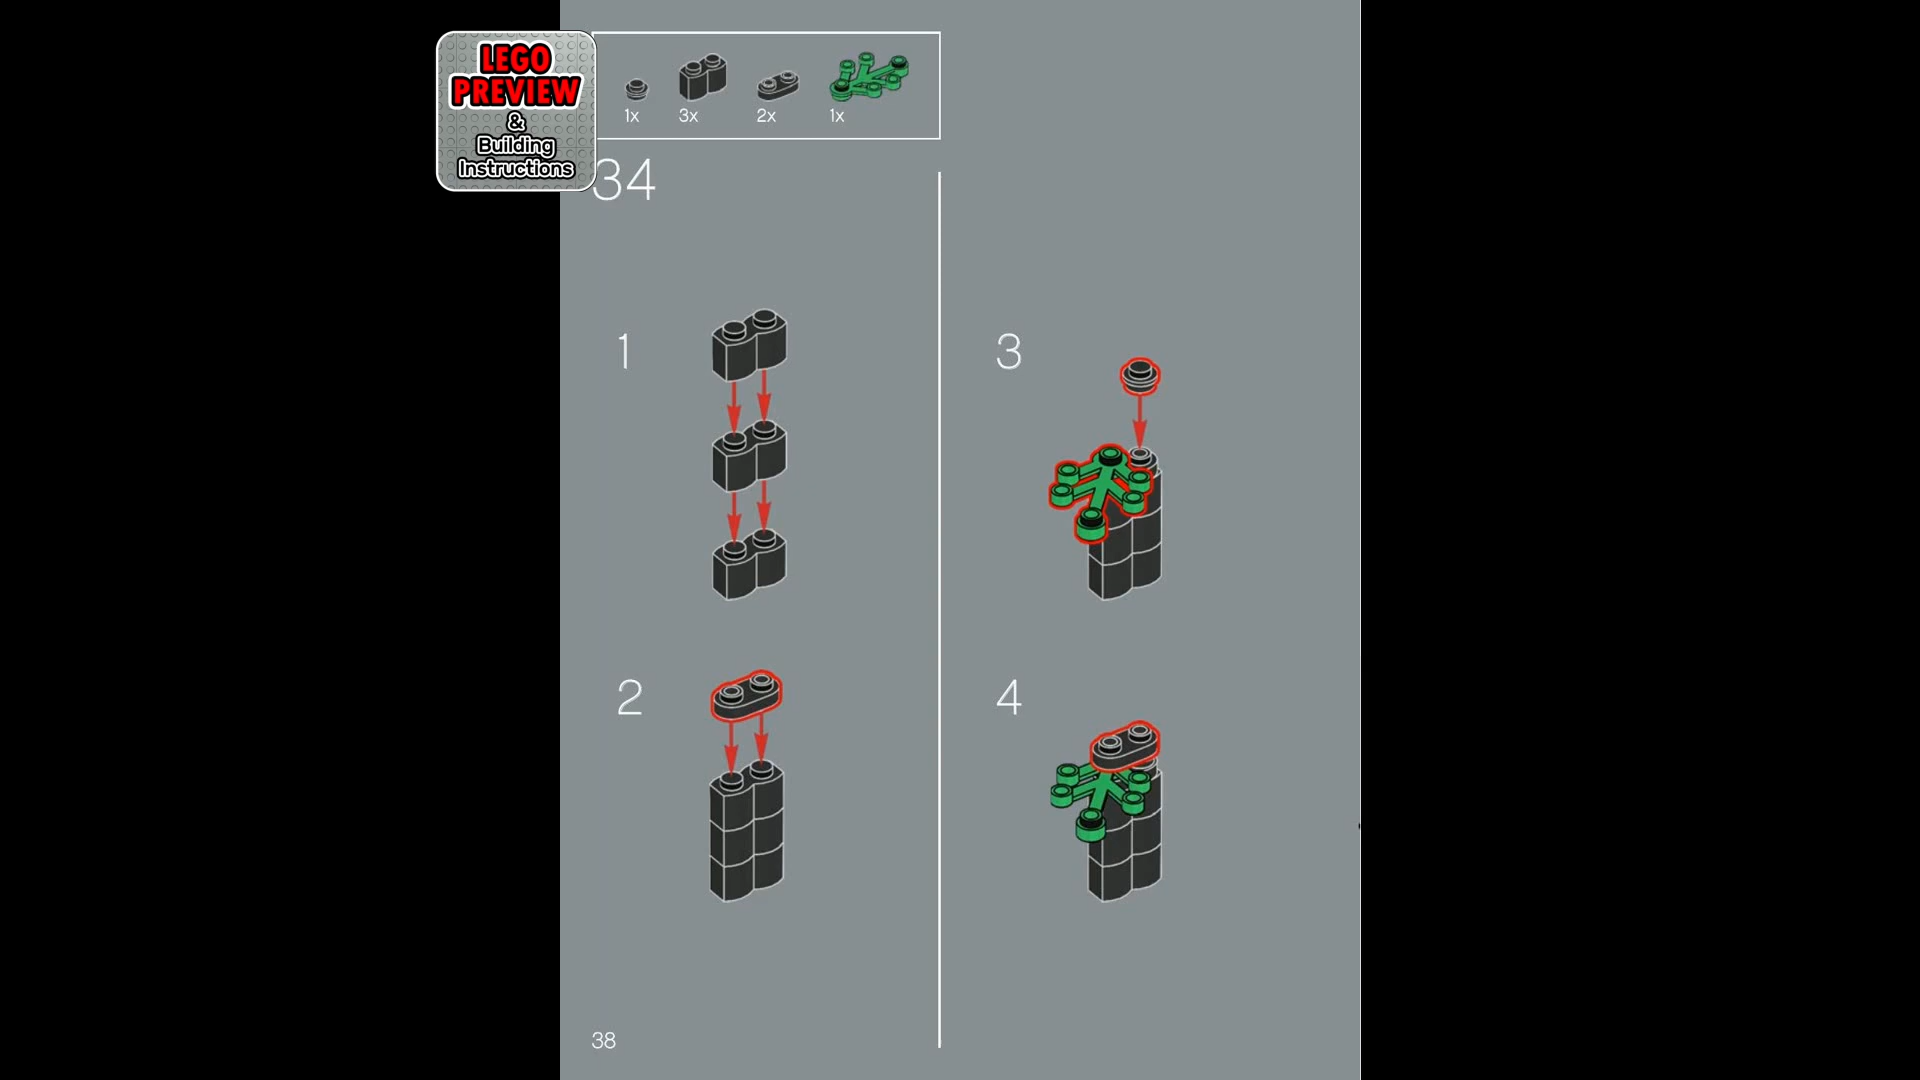 LEGO
PREVIEW
&
Building
Instructions
1x 3x 2x 1x
34
1
2
3
4
38